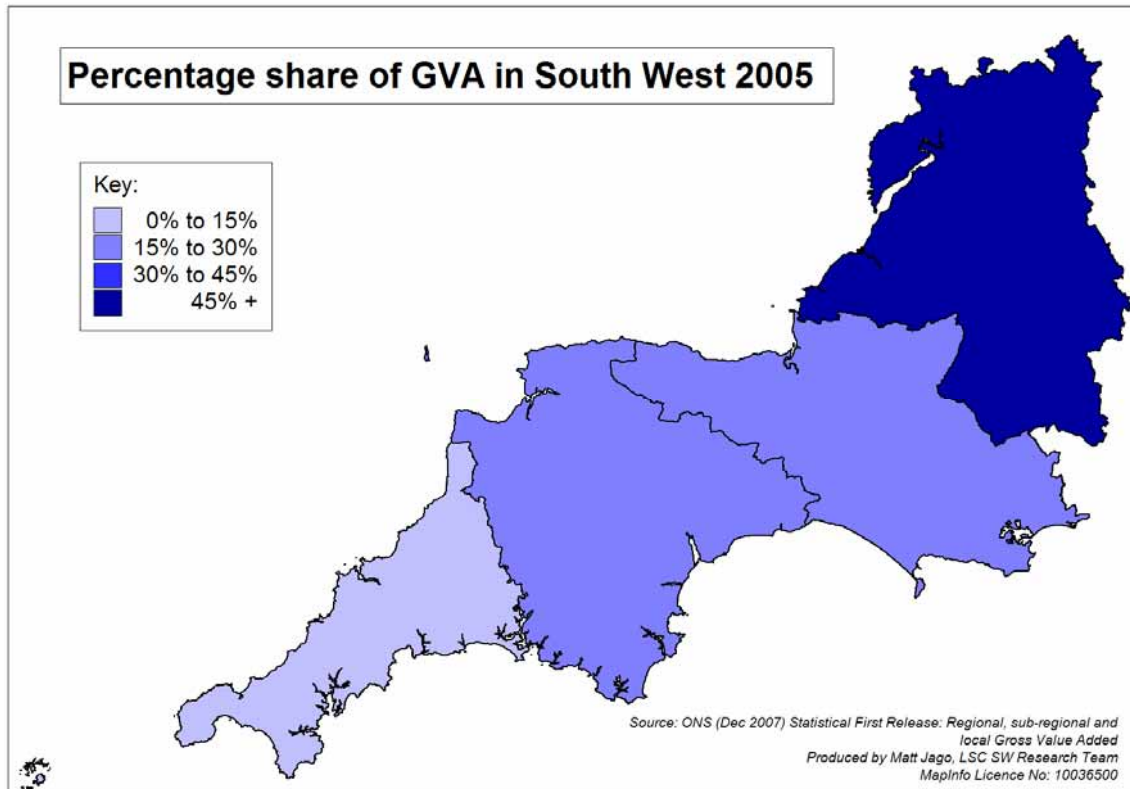 Percentage share of GVA in South West 2005
Key:
0% to 15%
15% to 30%
30% to 45%
45% +
Source: ONS (Dec 2007) Statistical First Release: Regional, sub-regional and
local Gross Value Added
Produced by Matt Jago, LSC SW Research Team
MapInfo Licence No: 10036500